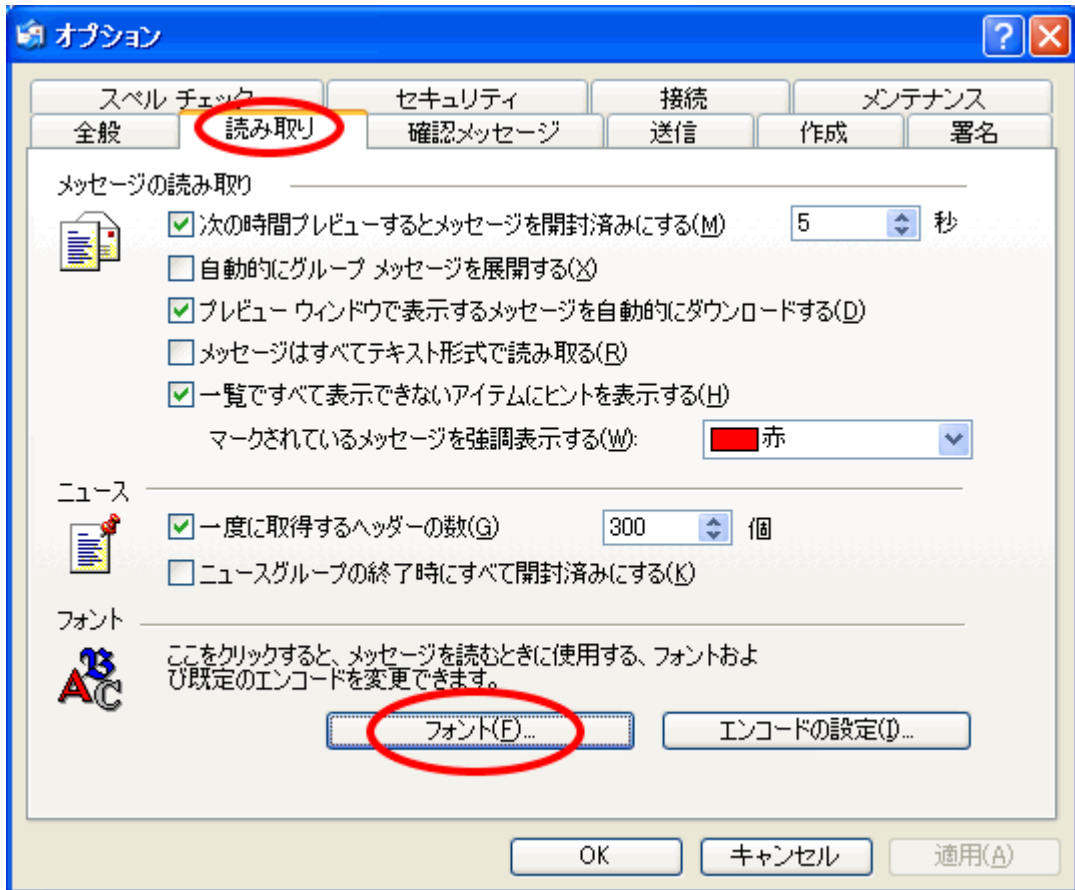 オプション
スペル チェック セキュリティ 接続 メンテナンス
全般 読み取り 確認メッセージ 送信 作成 署名
メッセージの読み取り
次の時間プレビューするとメッセージを開封済みにする(M) 5 秒
自動的にグループ メッセージを展開する(X)
プレビュー ウィンドウで表示するメッセージを自動的にダウンロードする(D)
メッセージはすべてテキスト形式で読み取る(R)
一覧ですべて表示できないアイテムにヒントを表示する(H)
マークされているメッセージを強調表示する(W): 赤
ニュース
一度に取得するヘッダーの数(G) 300 個
ニュースグループの終了時にすべて開封済みにする(K)
フォント
ここをクリックすると、メッセージを読むときに使用する、フォントおよ
び既定のエンコードを変更できます。
フォント(F)... エンコードの設定(I)...
OK キャンセル 適用(A)